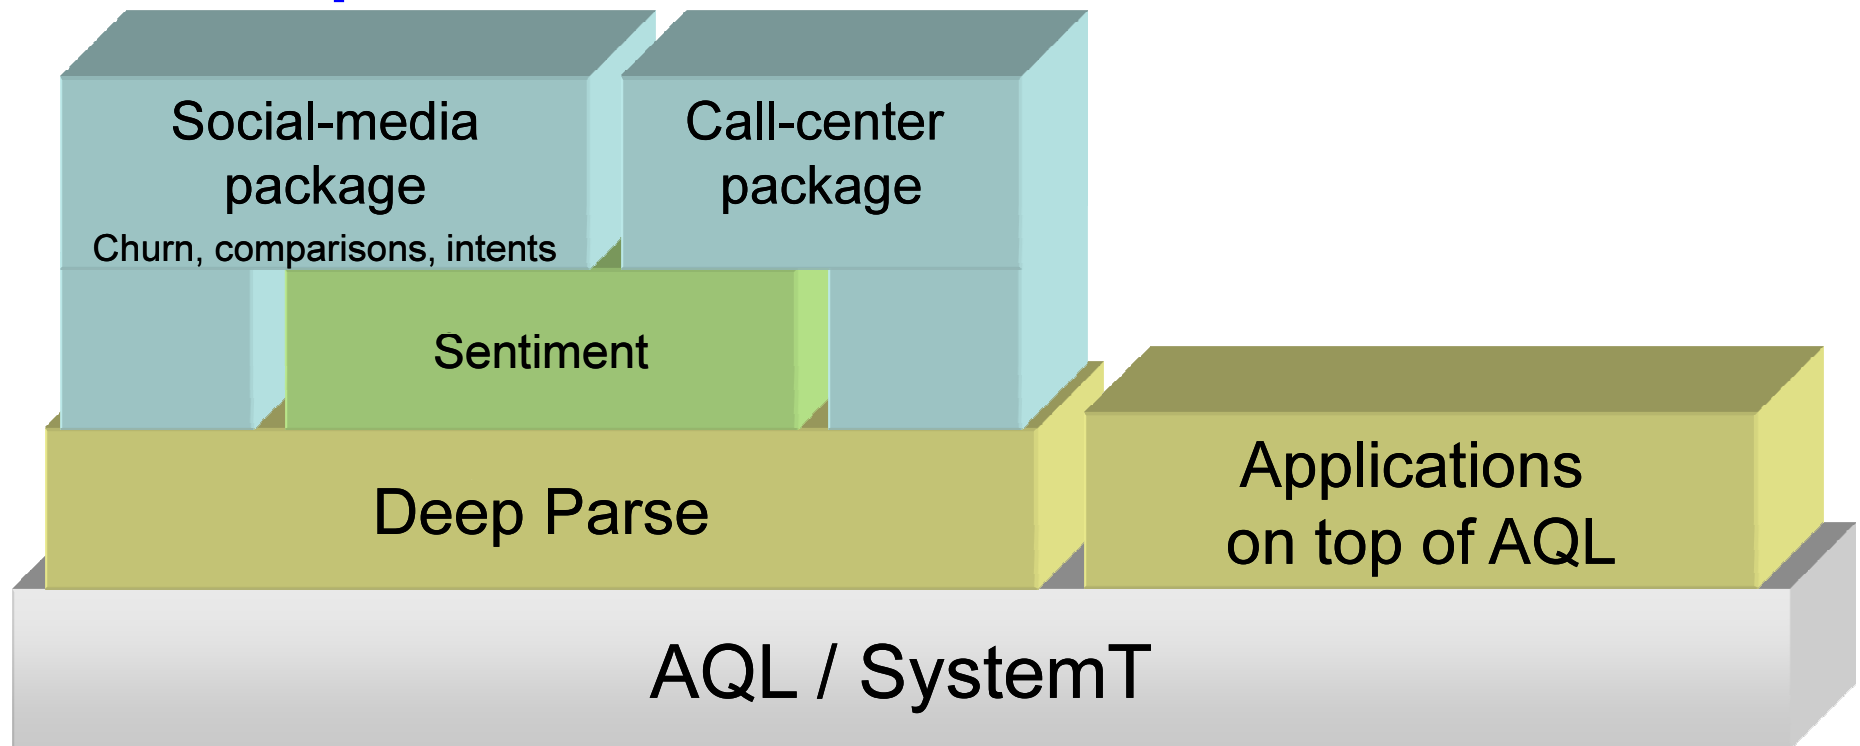 Social-media
package
Churn, comparisons, intents
Call-center
package
Sentiment
Deep Parse
Applications
on top of AQL
AQL / SystemT